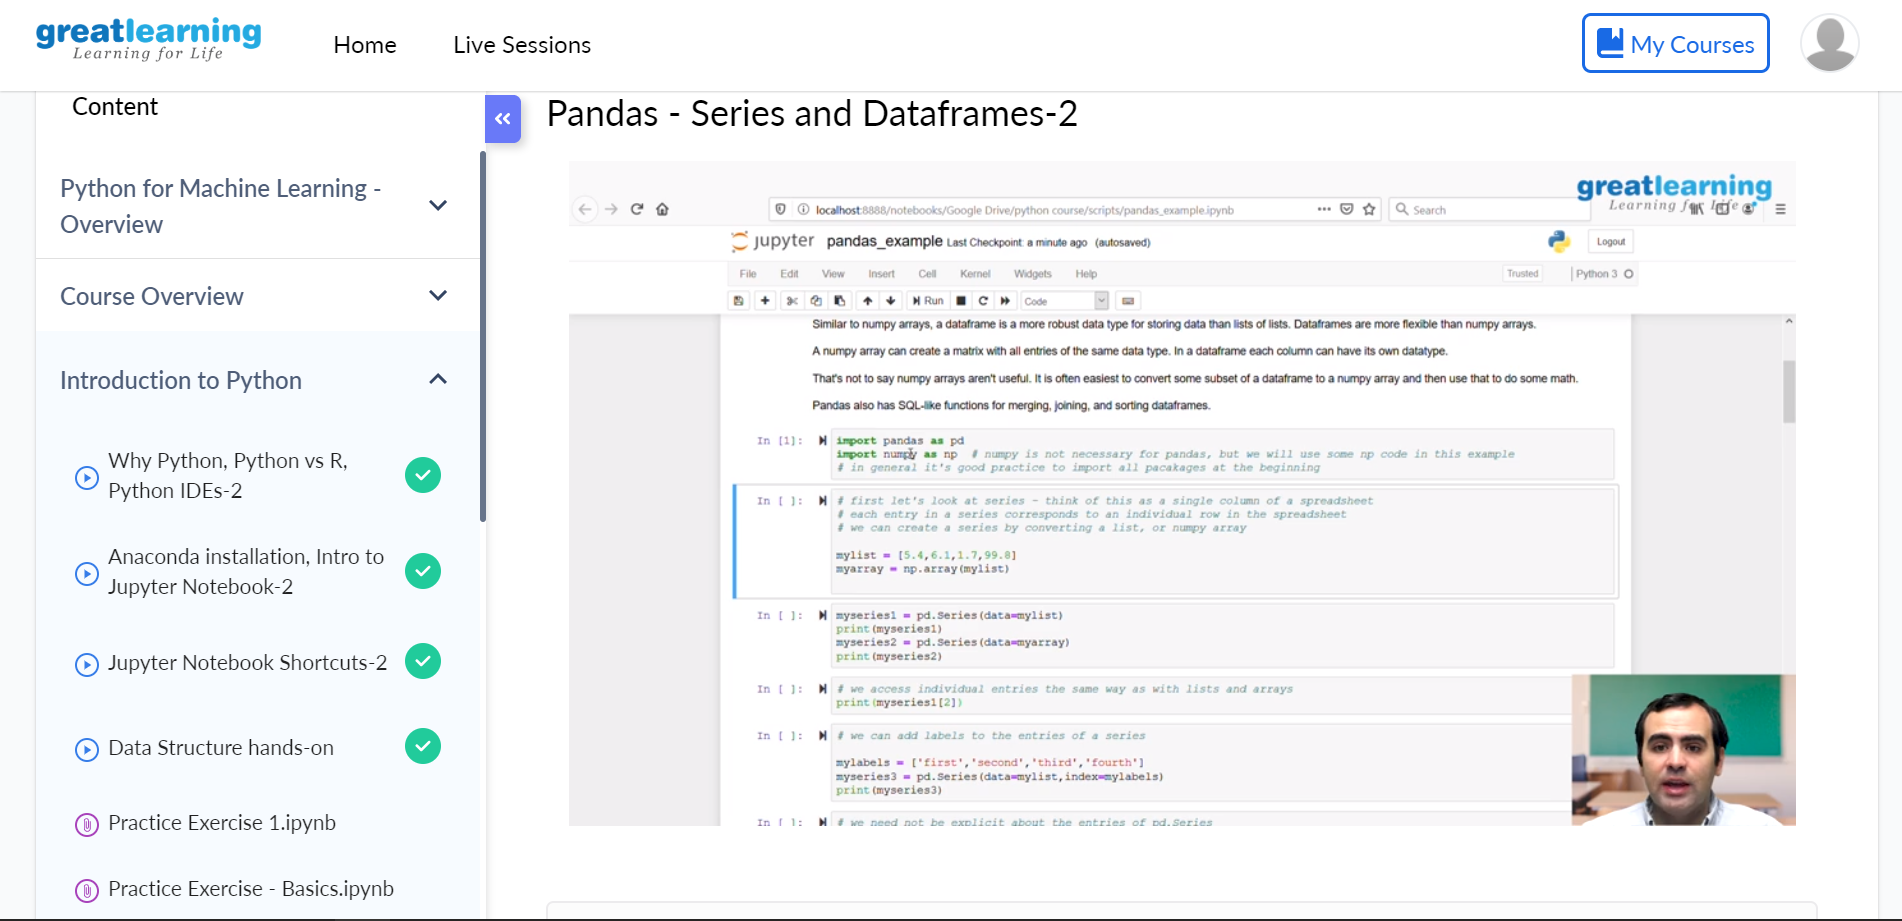 greatlearning
Learning for Life
Home
Live Sessions
My Courses
Content
Python for Machine Learning -
Overview
Course Overview
Introduction to Python
Why Python, Python vs R,
Python IDEs-2
Anaconda installation, Intro to
Jupyter Notebook-2
Jupyter Notebook Shortcuts-2
Data Structure hands-on
Practice Exercise 1.ipynb
Practice Exercise - Basics.ipynb
Pandas - Series and Dataframes-2
greatlearning
Learning for Life
localhost:8888/notebooks/Google Drive/python course/scripts/pandas_example.ipynb
Search
jupyter pandas_example Last Checkpoint: a minute ago (autosaved)
Logout
File Edit View Insert Cell Kernel Widgets Help
Trusted
Python 3
Run
Code
Similar to numpy arrays, a dataframe is a more robust data type for storing data than lists of lists. Dataframes are more flexible than numpy arrays.
A numpy array can create a matrix with all entries of the same data type. In a dataframe each column can have its own datatype.
That's not to say numpy arrays aren't useful. It is often easiest to convert some subset of a dataframe to a numpy array and then use that to do some math.
Pandas also has SQL-like functions for merging, joining, and sorting dataframes.
In [1]: import pandas as pd
import numpy as np # numpy is not necessary for pandas, but we will use some np code in this example
# in general it's good practice to import all pacakages at the beginning
In [ ]: # first let's look at series - think of this as a single column of a spreadsheet
# each entry in a series corresponds to an individual row in the spreadsheet
# we can create a series by converting a list, or numpy array
mylist = [5.4,6.1,1.7,99.8]
myarray = np.array(mylist)
In [ ]: myseries1 = pd.Series(data=mylist)
print(myseries1)
myseries2 = pd.Series(data=myarray)
print(myseries2)
In [ ]: # we access individual entries the same way as with lists and arrays
print(myseries1[2])
In [ ]: # we can add labels to the entries of a series
mylabels = ['first','second','third','fourth']
myseries3 = pd.Series(data=mylist,index=mylabels)
print(myseries3)
In [ ]: # we need not be explicit about the entries of pd.Series